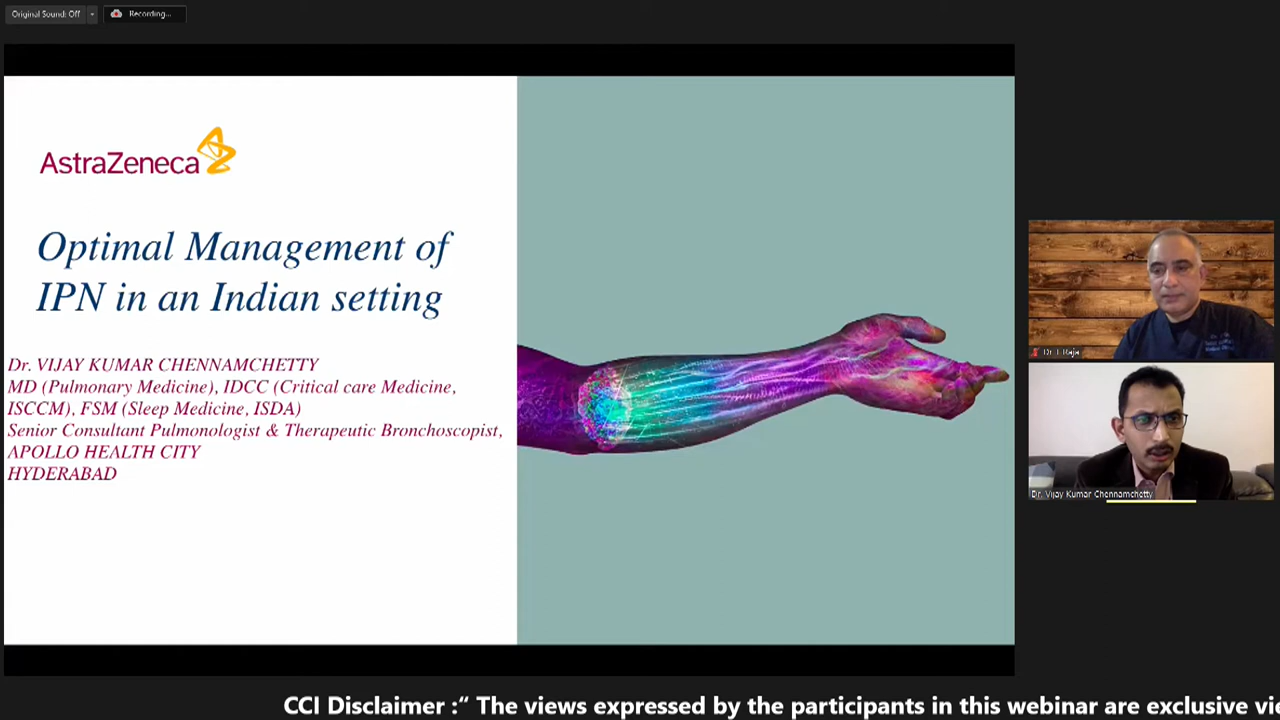 Original Sound: Off
Recording...
AstraZeneca
Optimal Management of
IPN in an Indian setting
Dr. VIJAY KUMAR CHENNAMCHETTY
MD (Pulmonary Medicine), IDCC (Critical care Medicine,
ISCCM), FSM (Sleep Medicine, ISDA)
Senior Consultant Pulmonologist & Therapeutic Bronchoscopist,
APOLLO HEALTH CITY
HYDERABAD
Dr. T Raja
Dr. Vijay Kumar Chennamchetty
CCI Disclaimer :“ The views expressed by the participants in this webinar are exclusive vie